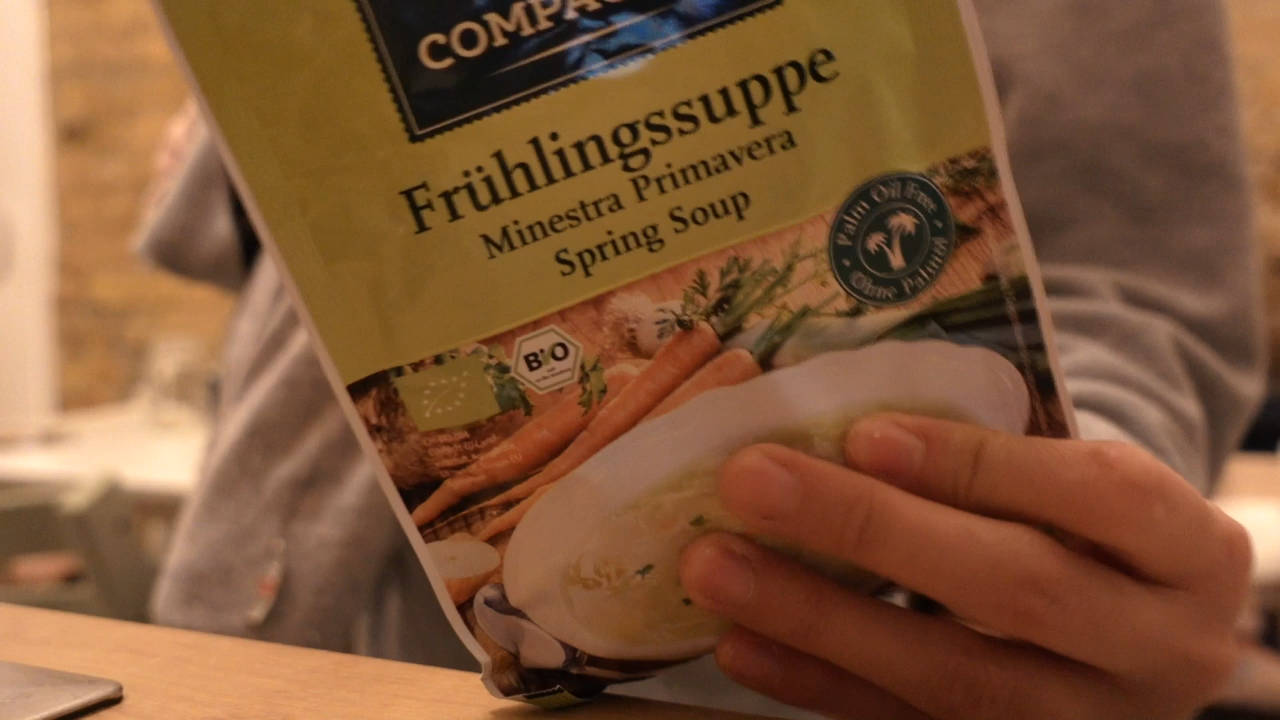 COMPA
Frühlingssuppe
Minestra Primavera
Spring Soup
Palm Oil Free
Ohne Palmöl
BIO